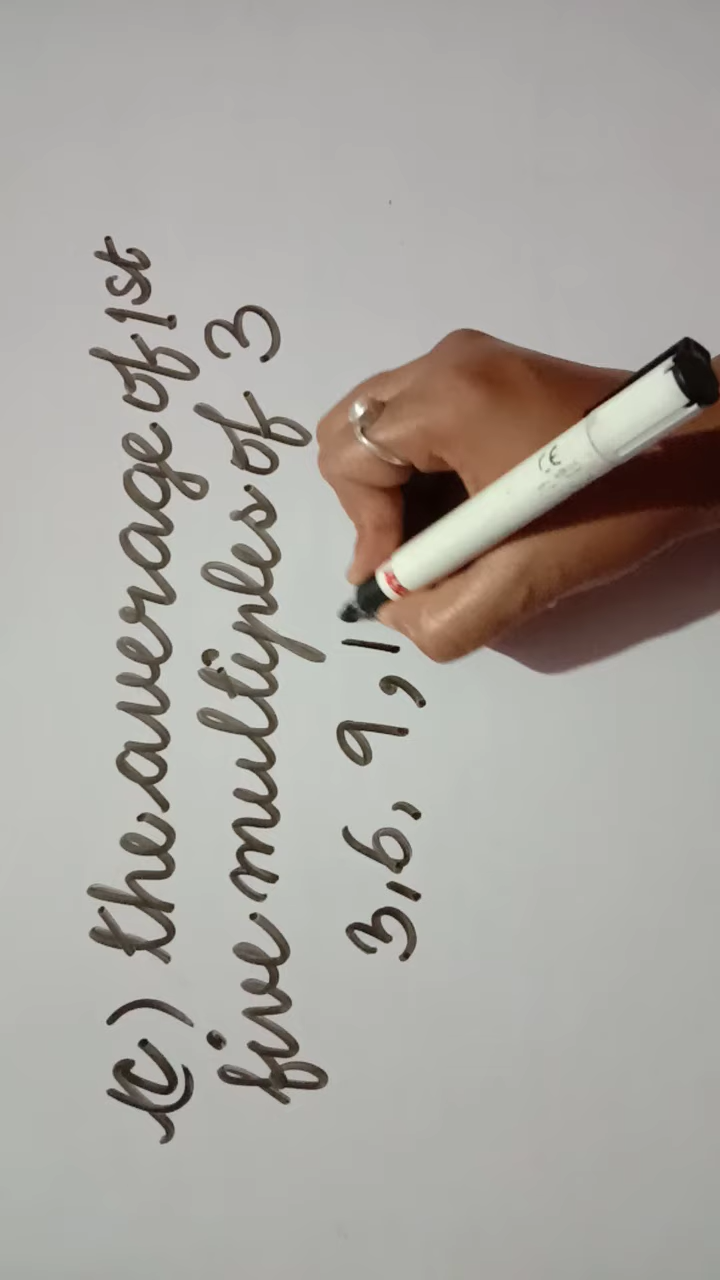 (c) the average of 1st
five multiples of 3
3, 6, 9, 1